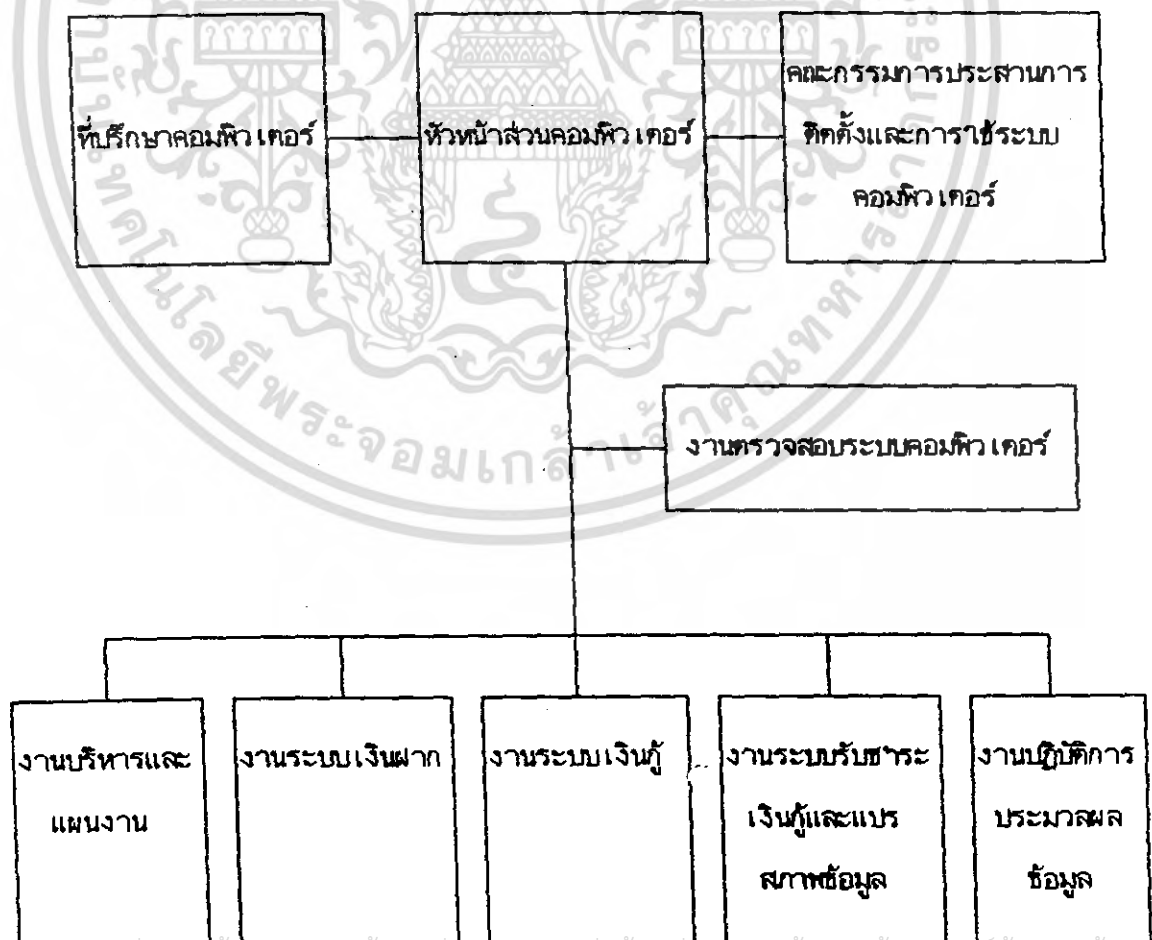 ที่ปรึกษาคอมพิวเตอร์
หัวหน้าส่วนคอมพิวเตอร์
คณะกรรมการประสานการ
ติดตั้งและการใช้ระบบ
คอมพิวเตอร์
งานตรวจสอบระบบคอมพิวเตอร์
งานบริหารและ
แผนงาน
งานระบบเงินฝาก
งานระบบเงินกู้
งานระบบรับชำระ
เงินกู้และแปร
สภาพข้อมูล
งานปฏิบัติการ
ประมวลผล
ข้อมูล